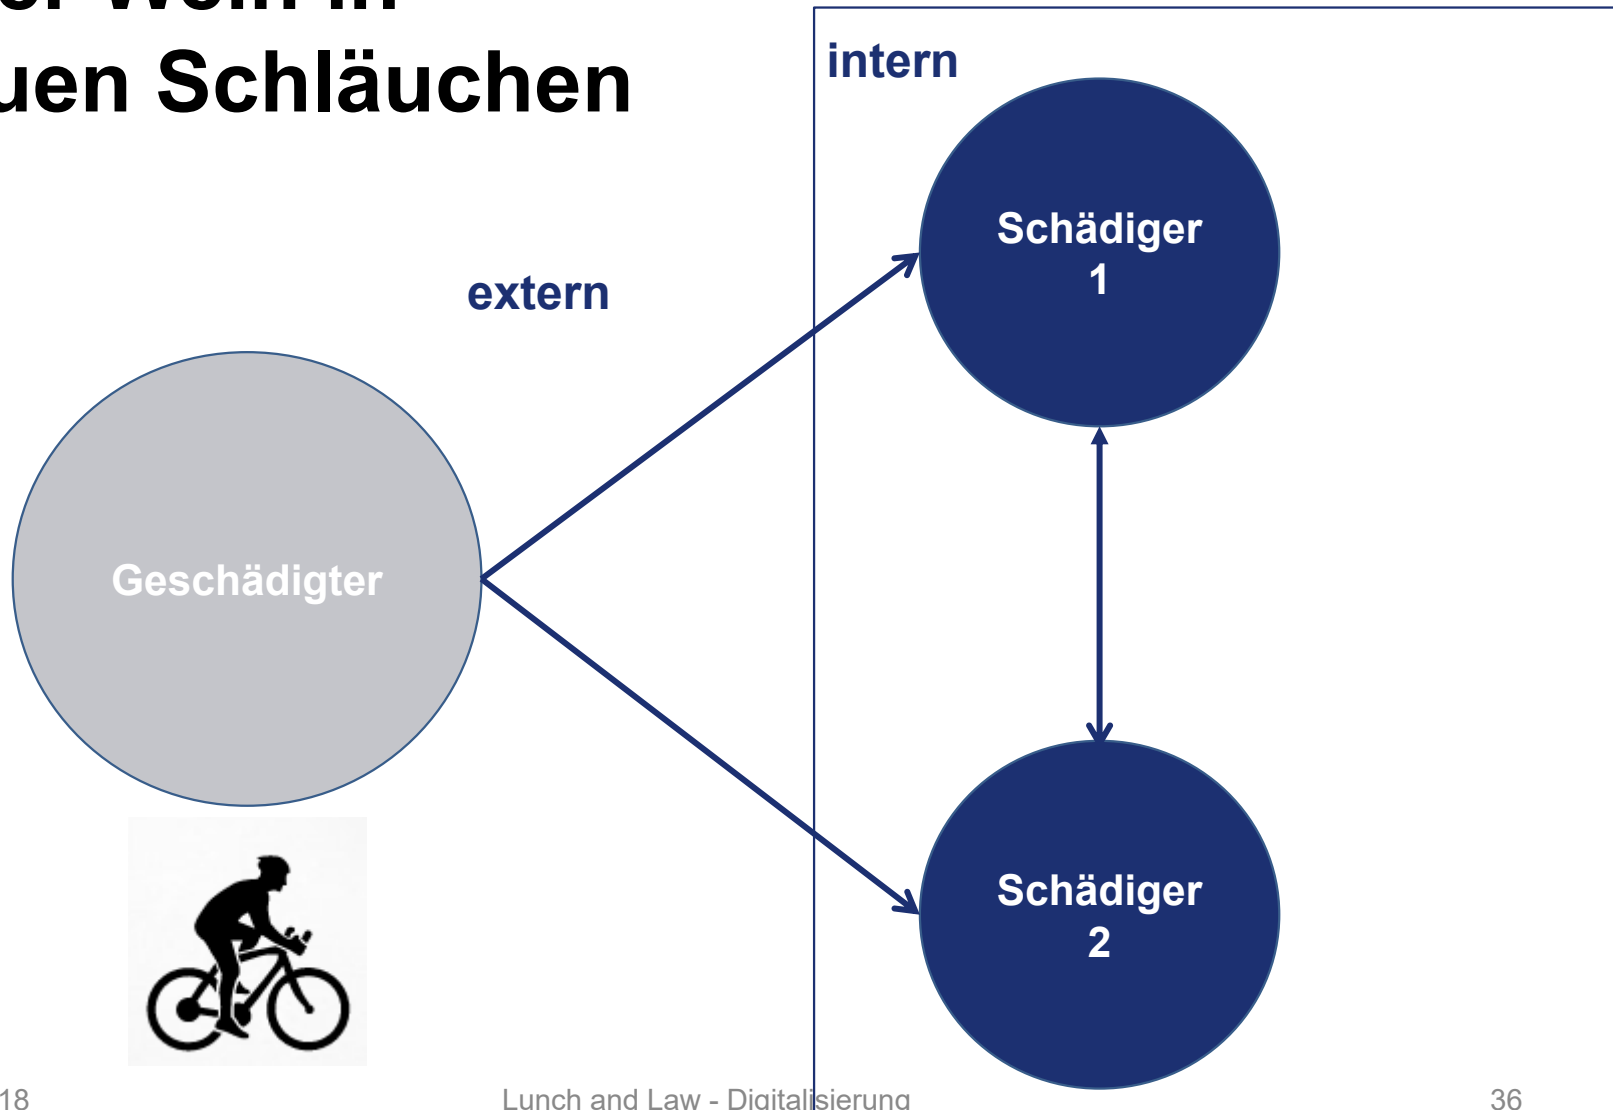 uen Schläuchen
intern
Schädiger
1
extern
Geschädigter
Schädiger
2
18
Lunch and Law - Digitalisierung
36